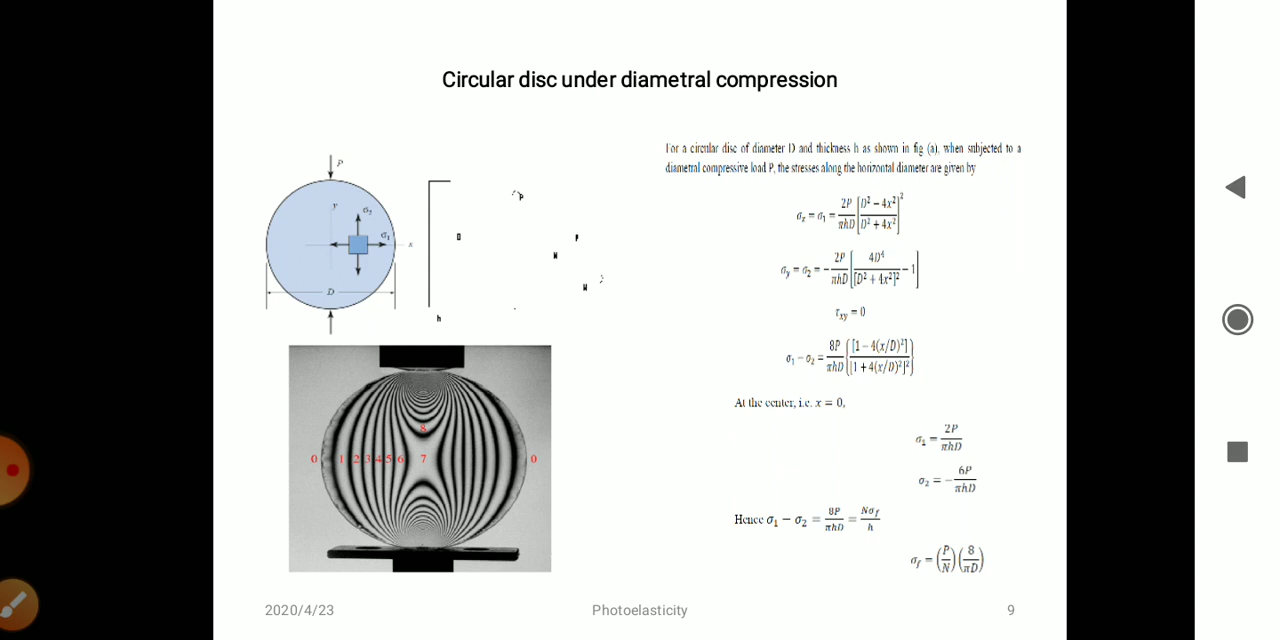 Circular disc under diametral compression
For a circular disc of diameter D and thickness h as shown in fig (a), when subjected to a
diametral compressive load P, the stresses along the horizontal diameter are given by
P
y
σ₂
σ₁
x
D
D
h
P
P
N
N
σₓ = σ₁ = 2P/πhD [D² − 4x² / D² + 4x²]²
σᵧ = σ₂ = −2P/πhD [4D⁴ / [D² + 4x²]² − 1]
τxy = 0
σ₁ − σ₂ = 8P/πhD {[1 − 4(x/D)²] / [1 + 4(x/D)²]²}
At the center, i.e. x = 0,
σ₁ = 2P/πhD
σ₂ = − 6P/πhD
Hence σ₁ − σ₂ = 8P/πhD = Nσf/h
σf = (P/N)(8/πD)
8
0 1 2 3 4 5 6 7 0
2020/4/23
Photoelasticity
9